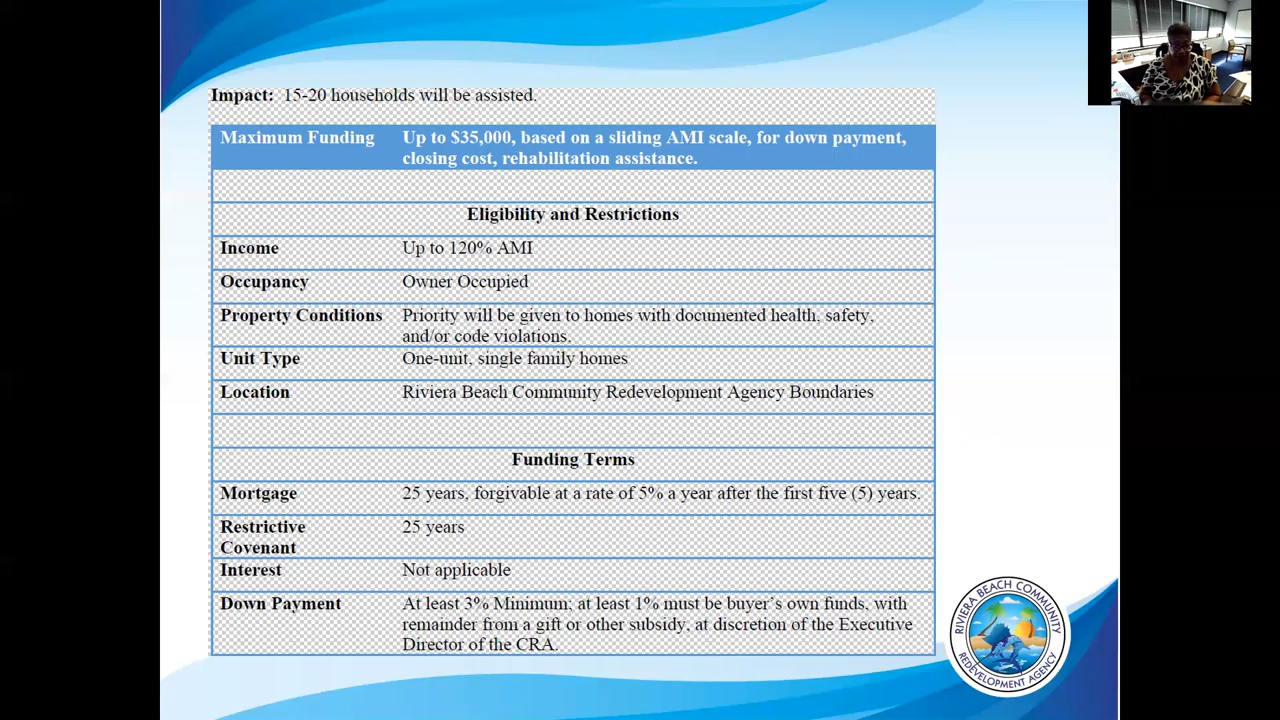 Impact: 15-20 households will be assisted.
Maximum Funding Up to $35,000, based on a sliding AMI scale, for down payment,
closing cost, rehabilitation assistance.
Eligibility and Restrictions
Income Up to 120% AMI
Occupancy Owner Occupied
Property Conditions Priority will be given to homes with documented health, safety,
and/or code violations.
Unit Type One-unit, single family homes
Location Riviera Beach Community Redevelopment Agency Boundaries
Funding Terms
Mortgage 25 years, forgivable at a rate of 5% a year after the first five (5) years.
Restrictive 25 years
Covenant
Interest Not applicable
Down Payment At least 3% Minimum; at least 1% must be buyer’s own funds, with
remainder from a gift or other subsidy, at discretion of the Executive
Director of the CRA.
RIVIERA BEACH COMMUNITY
REDEVELOPMENT AGENCY